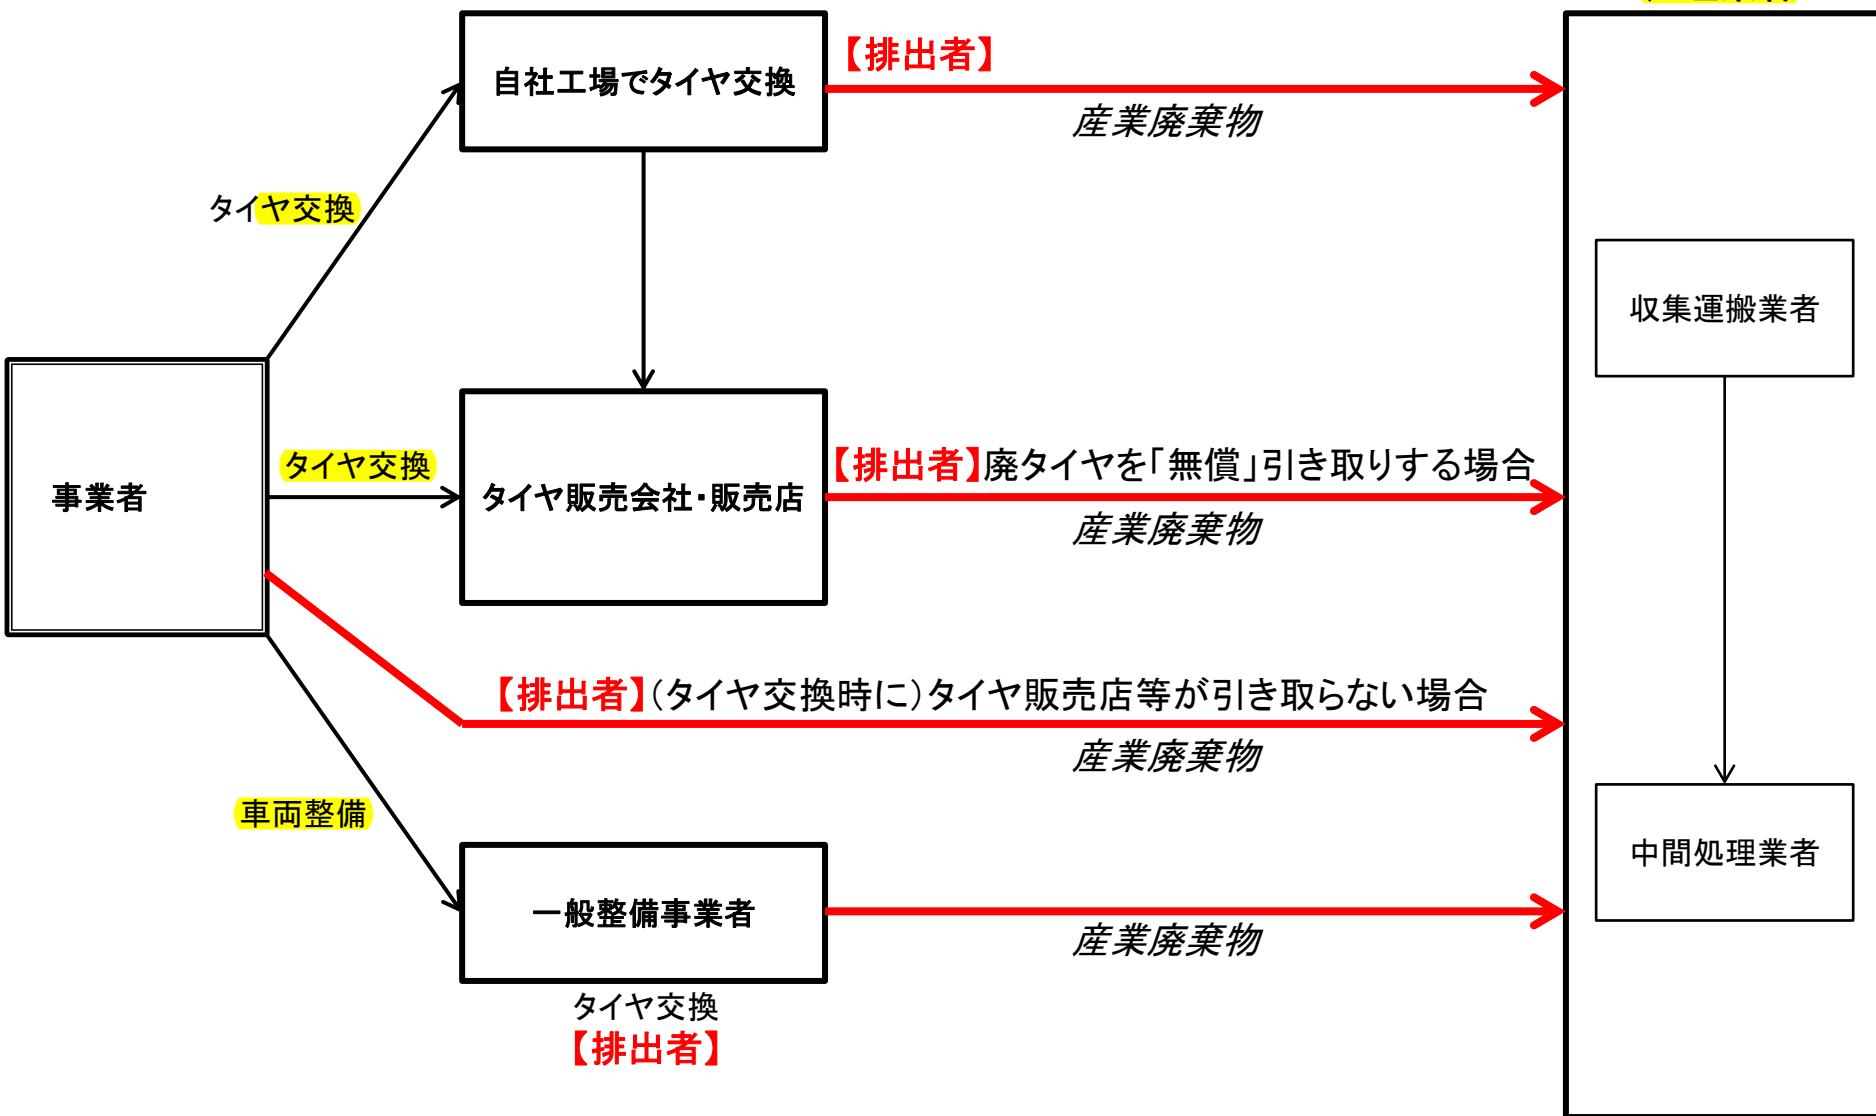 【排出者】
自社工場でタイヤ交換
産業廃棄物
タイヤ交換
収集運搬業者
タイヤ交換
【排出者】廃タイヤを「無償」引き取りする場合
事業者
タイヤ販売会社・販売店
産業廃棄物
【排出者】(タイヤ交換時に)タイヤ販売店等が引き取らない場合
産業廃棄物
車両整備
中間処理業者
一般整備事業者
産業廃棄物
タイヤ交換
【排出者】